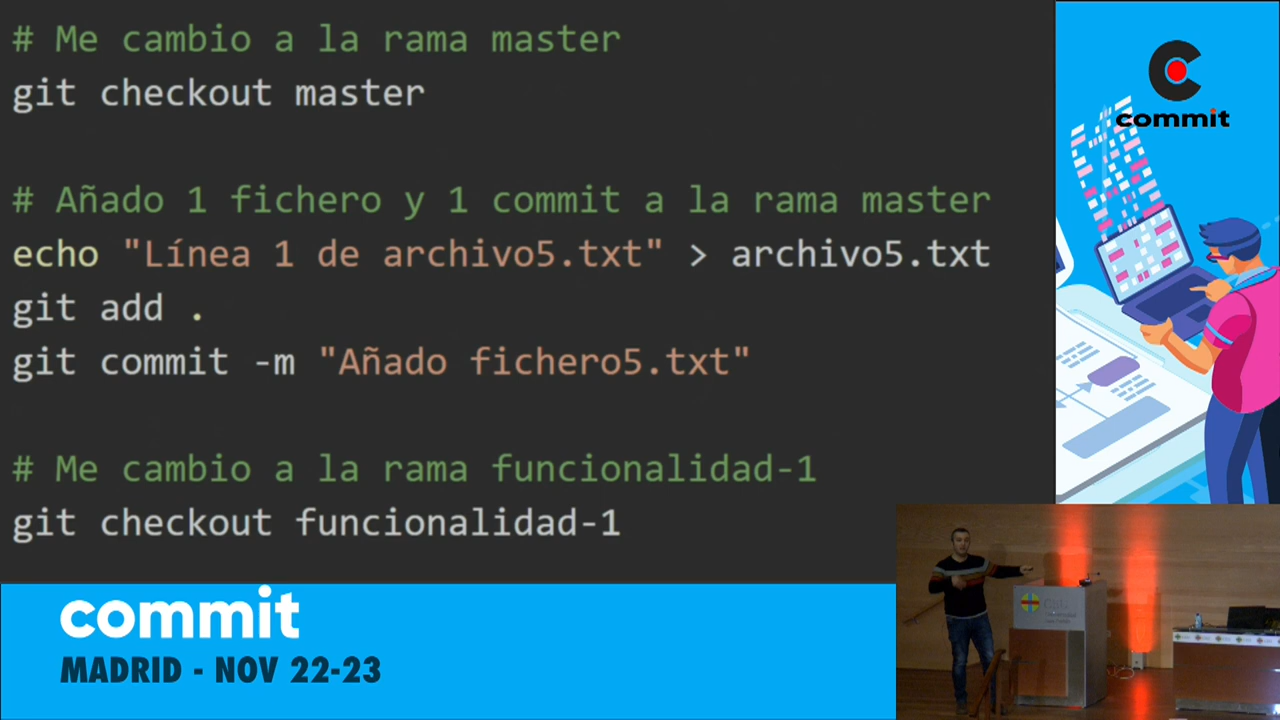 # Me cambio a la rama master
git checkout master
# Añado 1 fichero y 1 commit a la rama master
echo "Línea 1 de archivo5.txt" > archivo5.txt
git add .
git commit -m "Añado fichero5.txt"
# Me cambio a la rama funcionalidad-1
git checkout funcionalidad-1
commit
commit
MADRID - NOV 22-23